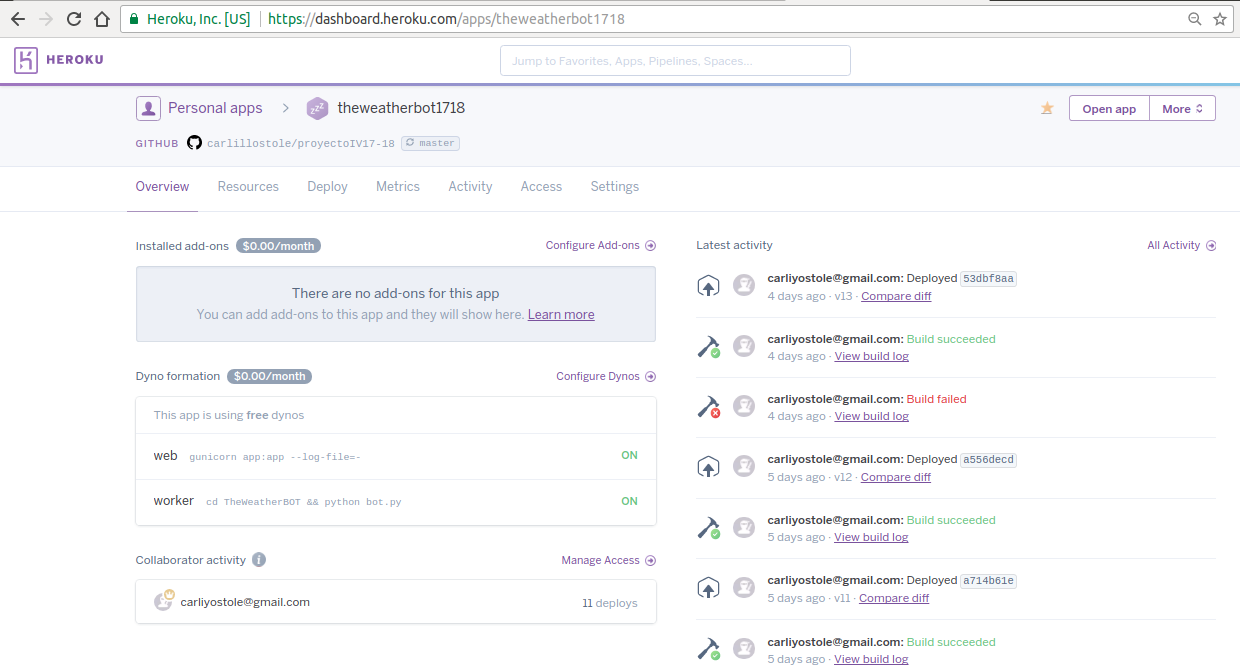 Heroku, Inc. [US] https://dashboard.heroku.com/apps/theweatherbot1718
HEROKU
Jump to Favorites, Apps, Pipelines, Spaces...
Personal apps > zzz theweatherbot1718
Open app
More
GITHUB carlillostole/proyectoIV17-18 master
Overview Resources Deploy Metrics Activity Access Settings
Installed add-ons $0.00/month
Configure Add-ons
There are no add-ons for this app
You can add add-ons to this app and they will show here. Learn more
Dyno formation $0.00/month
Configure Dynos
This app is using free dynos
web gunicorn app:app --log-file=- ON
worker cd TheWeatherBOT && python bot.py ON
Collaborator activity i
Manage Access
carliyostole@gmail.com 11 deploys
Latest activity
All Activity
carliyostole@gmail.com: Deployed 53dbf8aa
4 days ago · v13 · Compare diff
carliyostole@gmail.com: Build succeeded
4 days ago · View build log
carliyostole@gmail.com: Build failed
4 days ago · View build log
carliyostole@gmail.com: Deployed a556decd
5 days ago · v12 · Compare diff
carliyostole@gmail.com: Build succeeded
5 days ago · View build log
carliyostole@gmail.com: Deployed a714b61e
5 days ago · v11 · Compare diff
carliyostole@gmail.com: Build succeeded
5 days ago · View build log